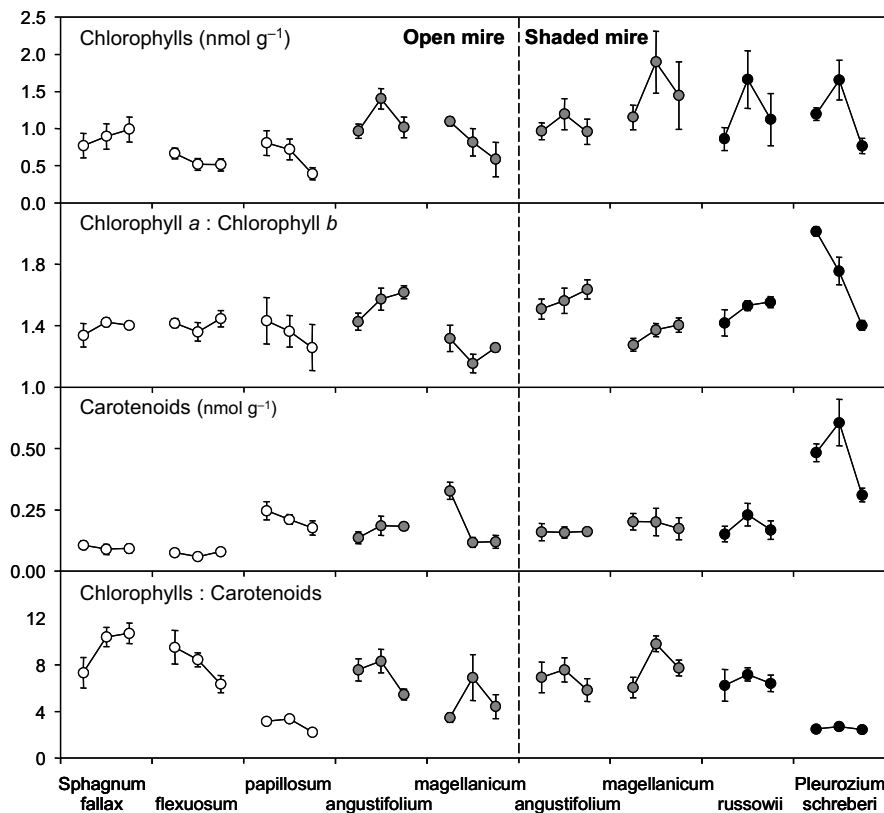 Chlorophylls (nmol g⁻¹)
Open mire
Shaded mire
2.5
2.0
1.5
1.0
0.5
0.0
Chlorophyll a : Chlorophyll b
1.8
1.4
1.0
Carotenoids (nmol g⁻¹)
0.50
0.25
0.00
Chlorophylls : Carotenoids
12
8
4
0
Sphagnum fallax
flexuosum
papillosum
angustifolium
magellanicum
angustifolium
magellanicum
russowii
Pleurozium schreberi